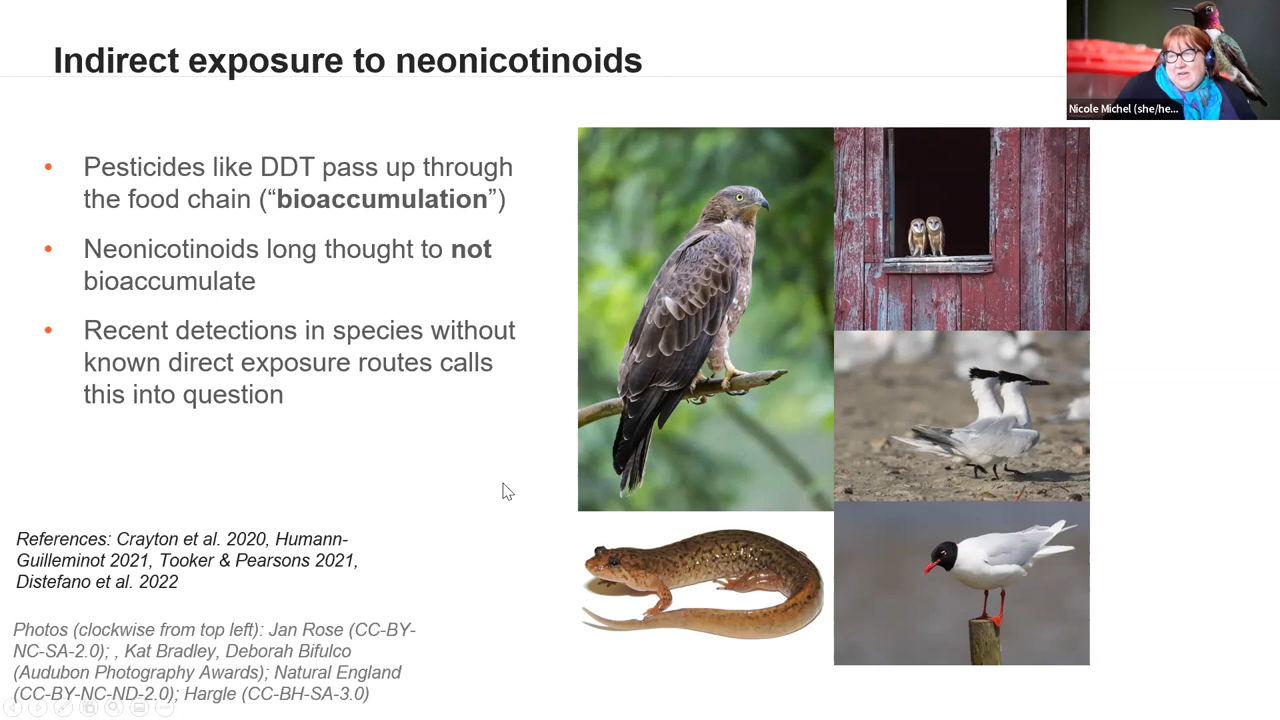 Indirect exposure to neonicotinoids
Nicole Michel (she/he...
• Pesticides like DDT pass up through
the food chain (“bioaccumulation”)
• Neonicotinoids long thought to not
bioaccumulate
• Recent detections in species without
known direct exposure routes calls
this into question
References: Crayton et al. 2020, Humann-
Guilleminot 2021, Tooker & Pearsons 2021,
Distefano et al. 2022
Photos (clockwise from top left): Jan Rose (CC-BY-
NC-SA-2.0); , Kat Bradley, Deborah Bifulco
(Audubon Photography Awards); Natural England
(CC-BY-NC-ND-2.0); Hargle (CC-BH-SA-3.0)